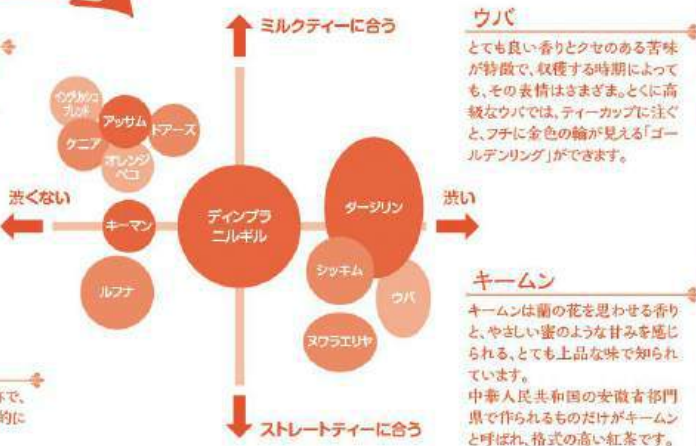 ミルクティーに合う
イングリッシュ
ブレンド
アッサム
ドアーズ
ケニア
オレンジ
ペコ
渋くない
渋い
キーマン
ディンブラ
ニルギル
ダージリン
ルフナ
シッキム
ウバ
ヌワラエリヤ
ストレートティーに合う
ウバ
とても良い香りとクセのある苦味
が特徴で、収穫する時期によって
も、その表情はさまざま。とくに高
級なウバでは、ティーカップに注ぐ
と、フチに金色の輪が見える「ゴー
ルデンリング」ができます。
キームン
キームンは蘭の花を思わせる香り
と、やさしい蜜のような甘みを感じ
られる、とても上品な味で知られ
ています。
中華人民共和国の安徽省祁門
県で作られるものだけがキームン
と呼ばれ、格式の高い紅茶です。
で、
的に